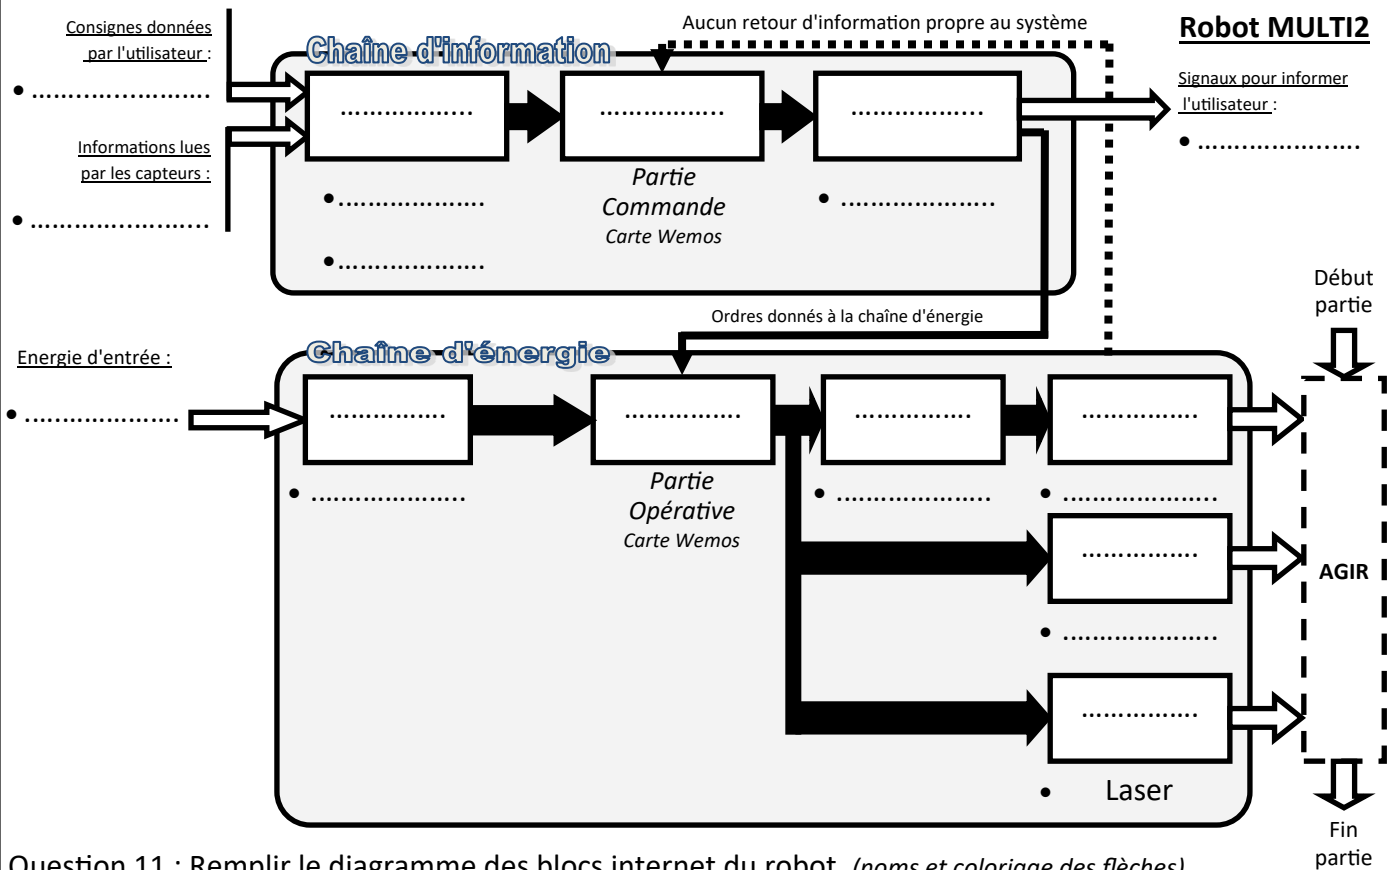 Aucun retour d'information propre au système
Robot MULTI2
Consignes données
par l'utilisateur :
• ........................
Chaîne d'information
Signaux pour informer
l'utilisateur :
• ........................
..................
.................
..................
Informations lues
par les capteurs :
• ........................
Partie
Commande
Carte Wemos
• ....................
• ....................
• .....................
Début
partie
Ordres donnés à la chaîne d'énergie
Energie d'entrée :
Chaîne d'énergie
• .....................
................
................
................
................
Partie
Opérative
Carte Wemos
• .....................
• .....................
• .....................
................
AGIR
• .....................
................
• Laser
Fin
partie
Question 11 : Remplir le diagramme des blocs internet du robot (noms et coloriage des flèches)